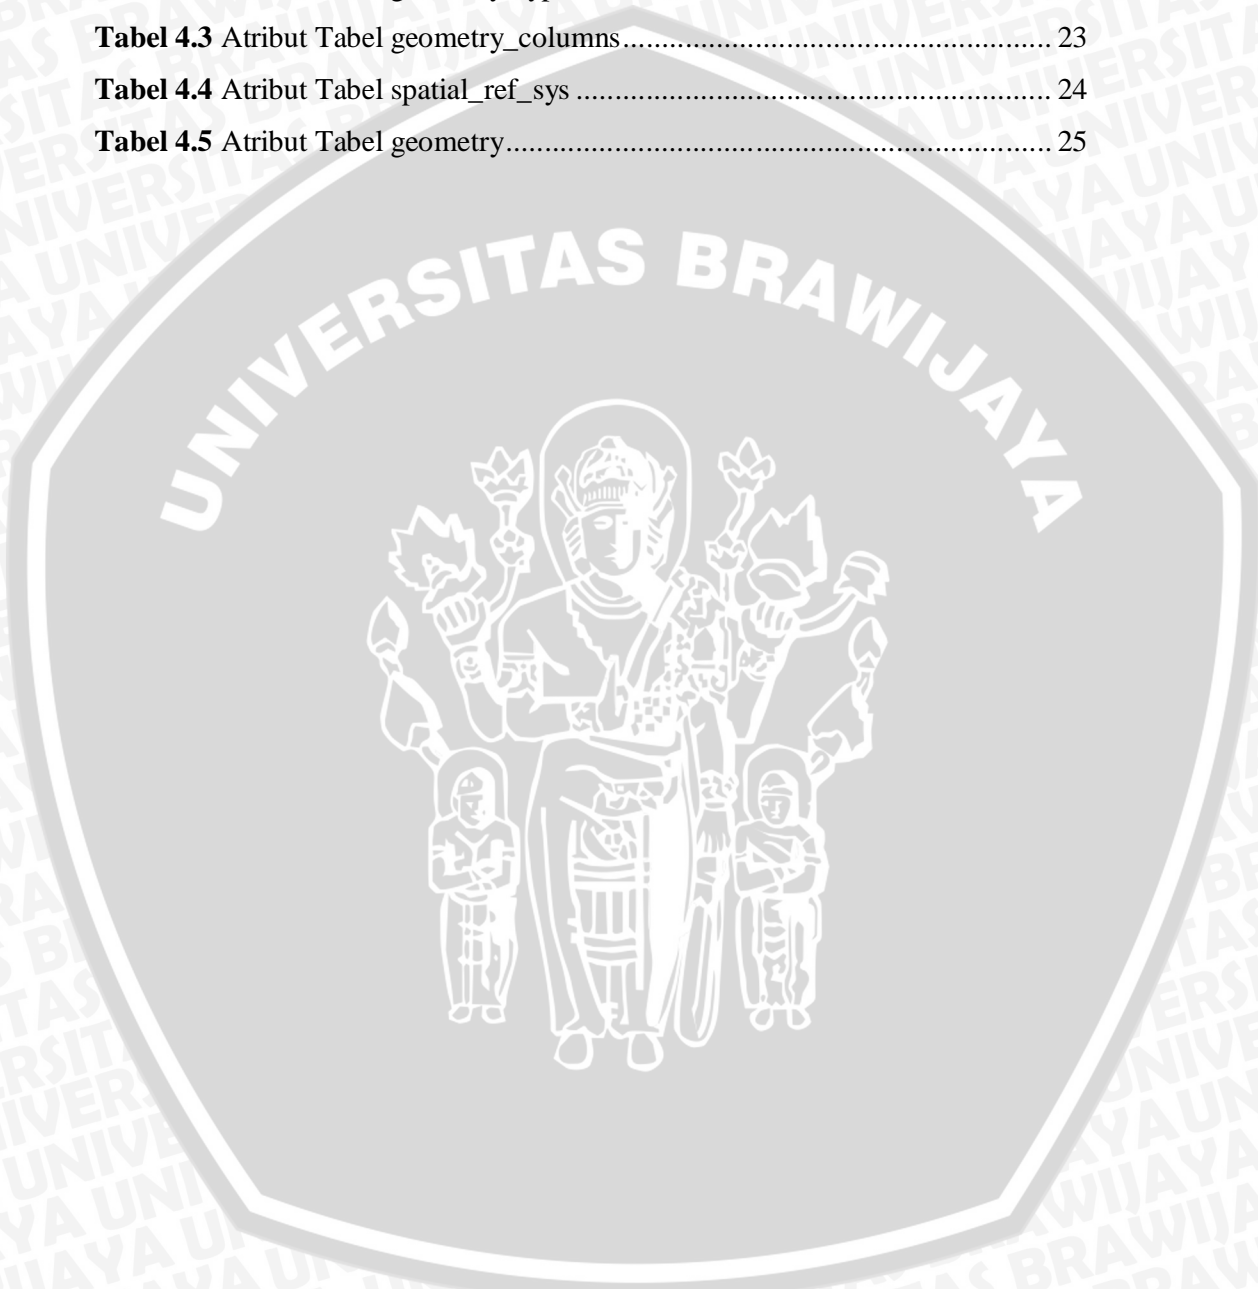 Tabel 4.3 Atribut Tabel geometry_columns....................................................... 23
Tabel 4.4 Atribut Tabel spatial_ref_sys ............................................................. 24
Tabel 4.5 Atribut Tabel geometry...................................................................... 25
UNIVERSITAS BRAWIJAYA